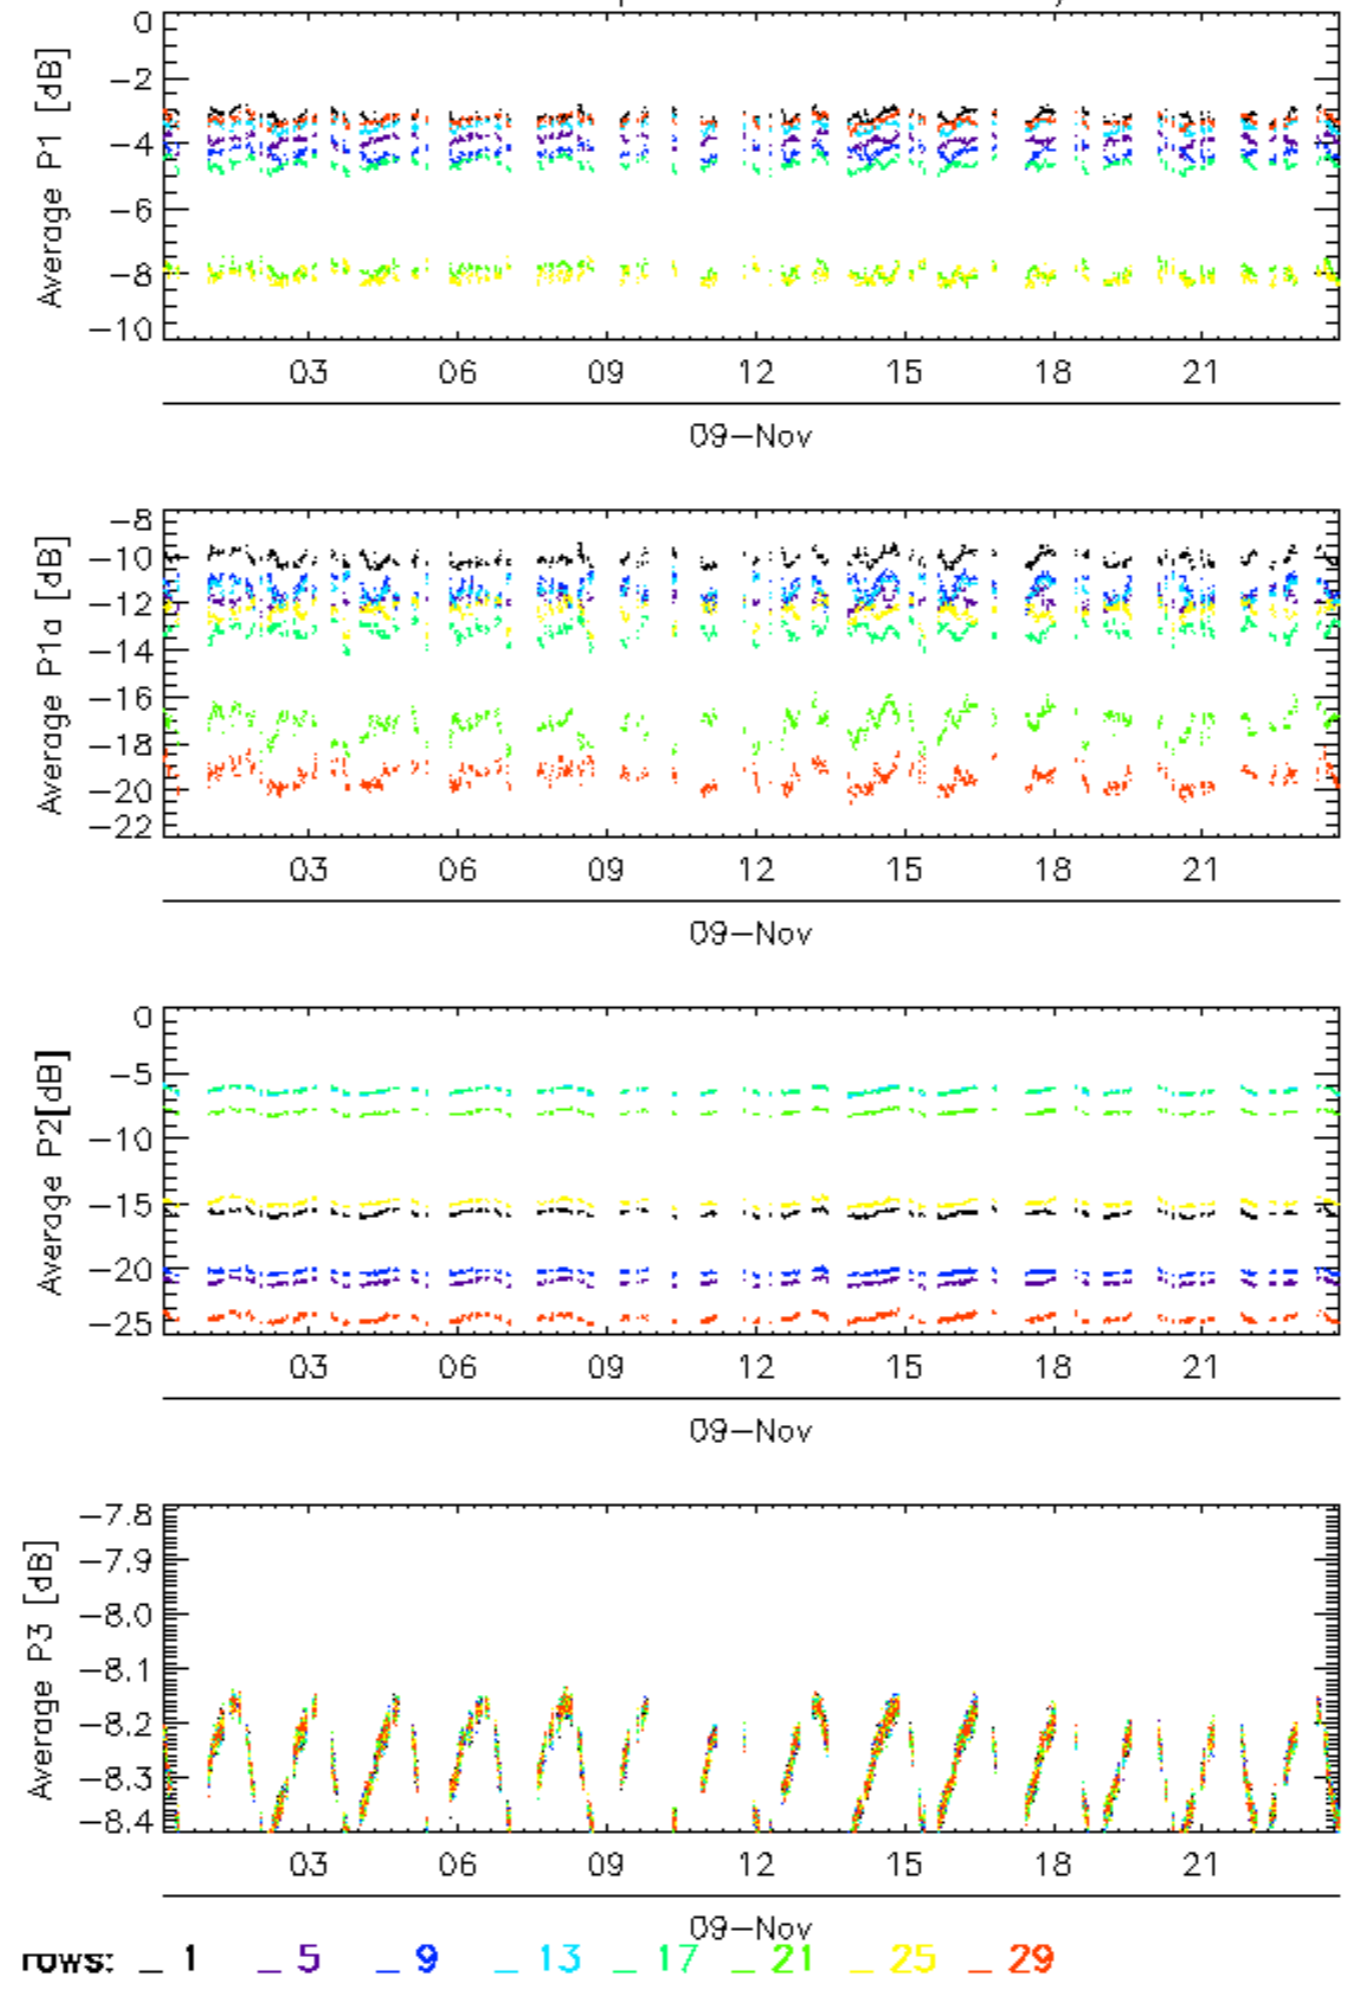 Average P1 [dB]
0
−2
−4
−6
−8
−10
03 06 09 12 15 18 21
09−Nov
Average P1a [dB]
−8
−10
−12
−14
−16
−18
−20
−22
03 06 09 12 15 18 21
09−Nov
Average P2[dB]
0
−5
−10
−15
−20
−25
03 06 09 12 15 18 21
09−Nov
Average P3 [dB]
−7.8
−7.9
−8.0
−8.1
−8.2
−8.3
−8.4
03 06 09 12 15 18 21
09−Nov
rows: _ 1 _ 5 _ 9 _ 13 _ 17 _ 21 _ 25 _ 29